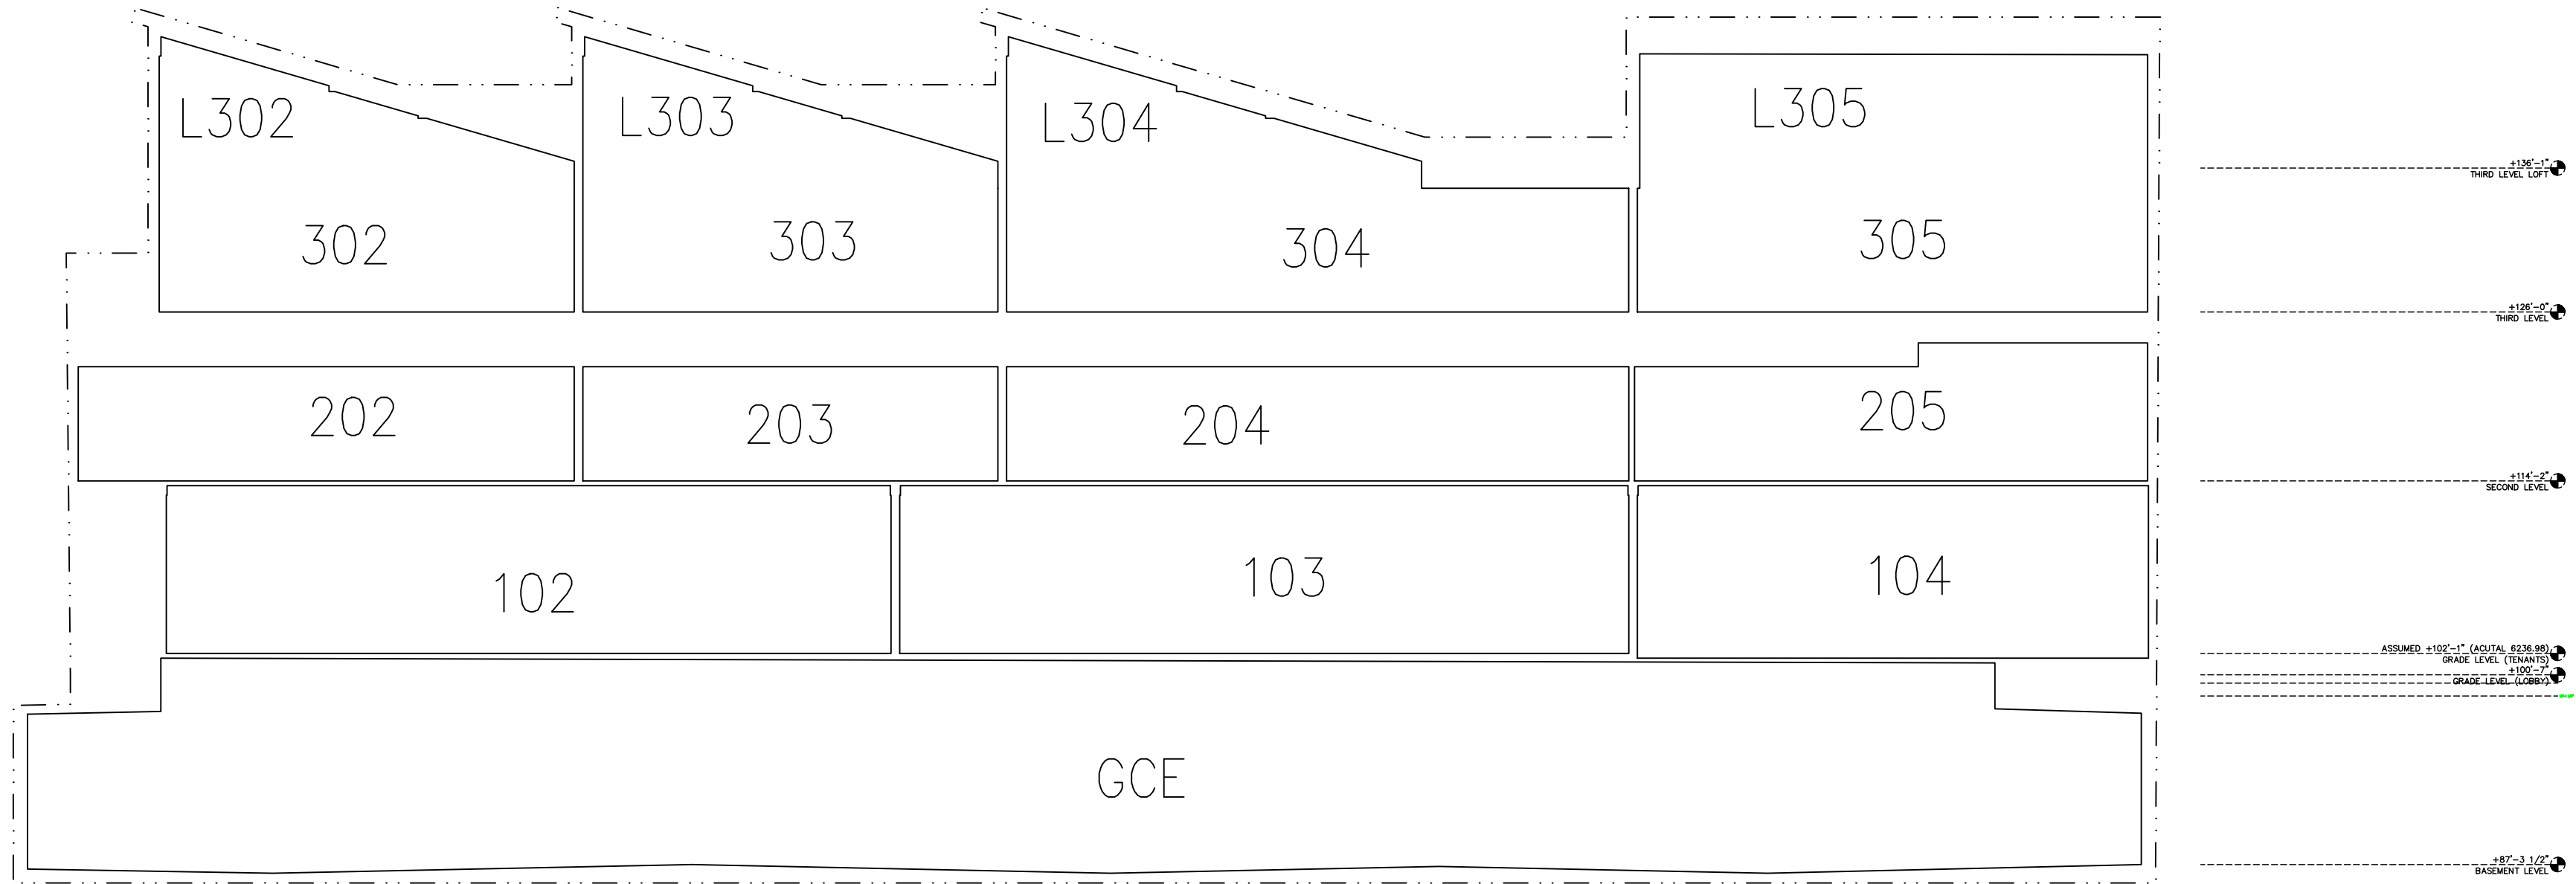 L302
L303
L304
L305
+136'-1"
THIRD LEVEL LOFT
302
303
304
305
+126'-0"
THIRD LEVEL
202
203
204
205
+114'-2"
SECOND LEVEL
102
103
104
ASSUMED +102'-1" (ACUTAL 6236.98)
GRADE LEVEL (TENANTS)
+100'-7"
GRADE LEVEL (LOBBY)
GCE
+87'-3 1/2"
BASEMENT LEVEL